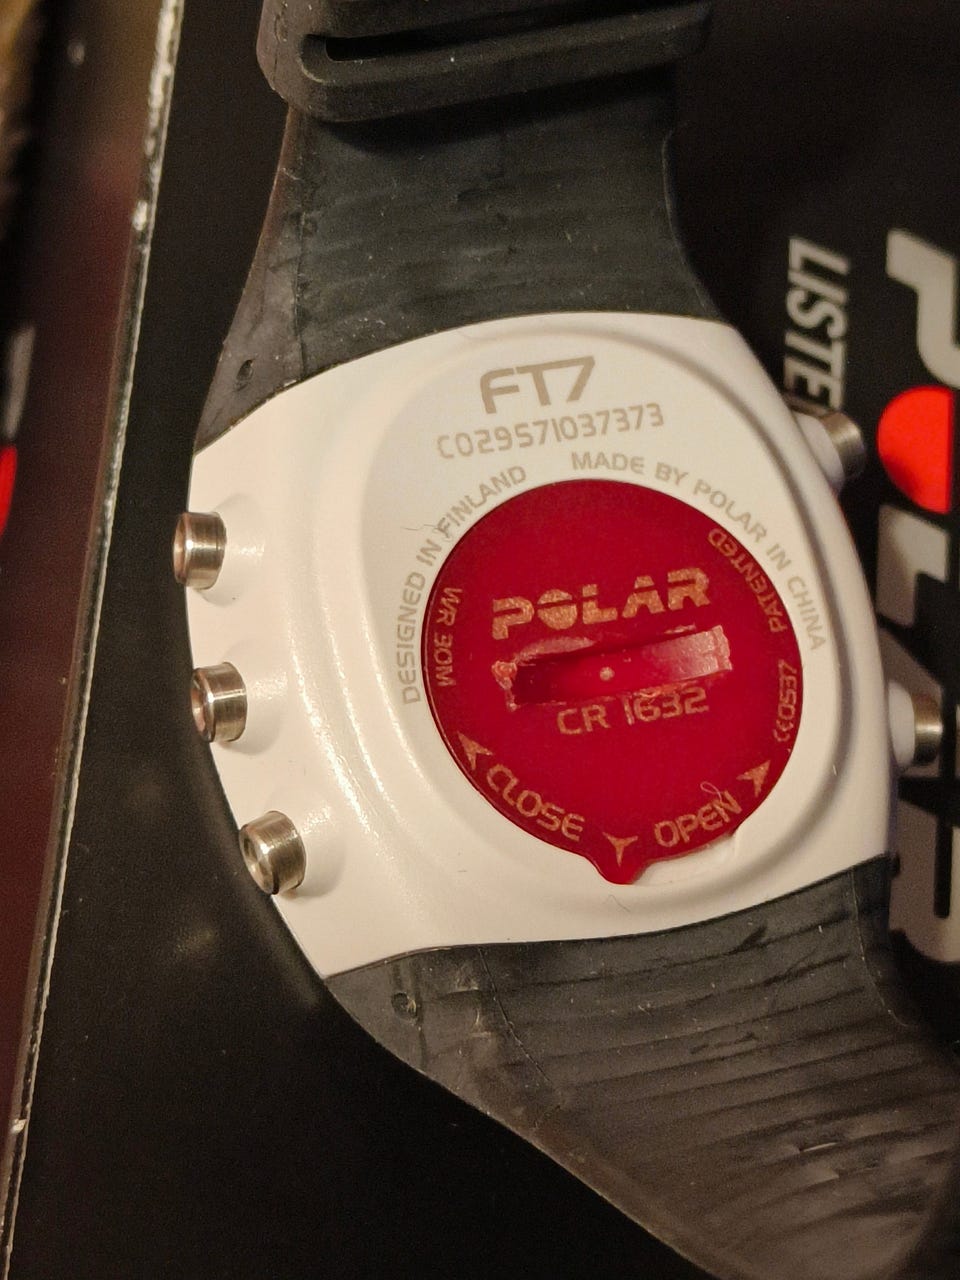 FT7
C029571037373
DESIGNED IN FINLAND
MADE BY POLAR IN CHINA
WR 30M
PATENTED
POLAR
CR 1632
CE0537
CLOSE
OPEN
LISTE